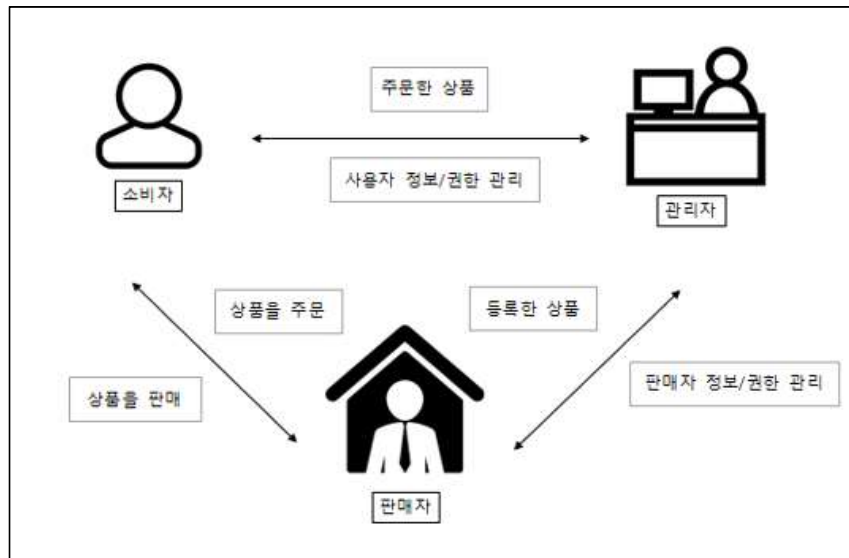 주문한 상품
사용자 정보/권한 관리
소비자
관리자
상품을 주문
등록한 상품
상품을 판매
판매자 정보/권한 관리
판매자